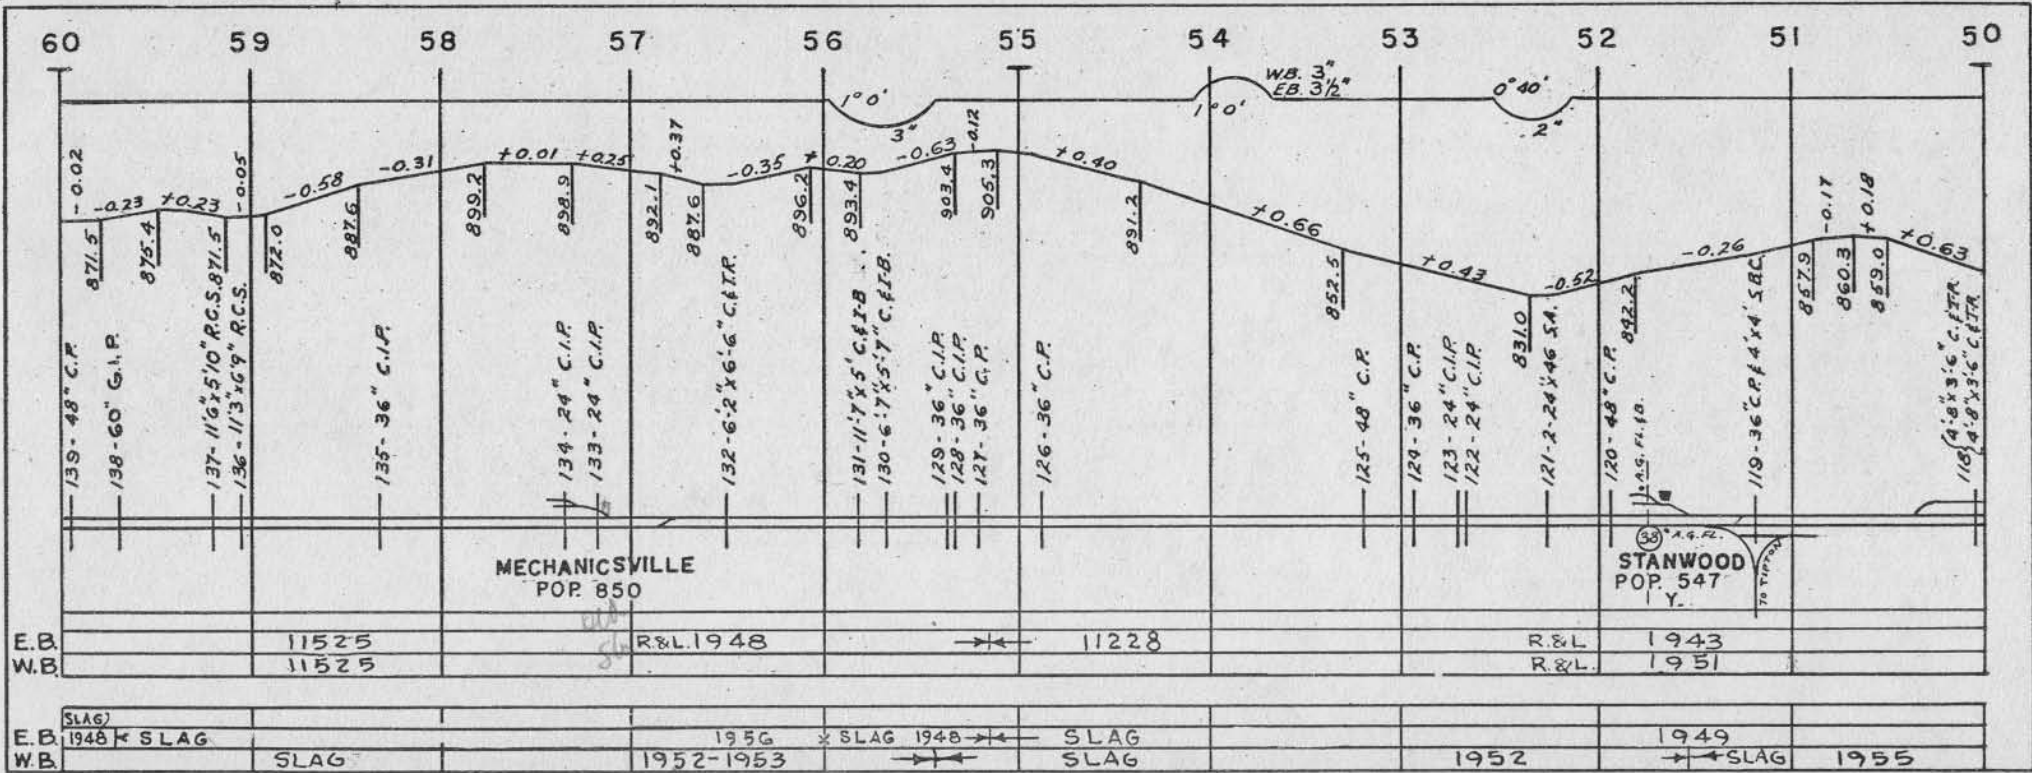 60 59 58 57 56 55 54 53 52 51 50
1°0'
3"
1°0'
W.B. 3"
E.B. 3½"
0°40'
2"
-0.02
-0.23
+0.23
-0.05
-0.58
-0.31
+0.01
+0.25
+0.37
-0.35
+ 0.20
-0.63
-0.12
+0.40
+0.66
+0.43
-0.52
-0.26
-0.17
+0.18
+0.63
871.5
875.4
871.5
872.0
887.6
899.2
898.9
892.1
887.6
896.2
893.4
903.4
905.3
891.2
852.5
831.0
842.2
857.9
860.3
859.0
139 - 48" C.P.
138 - 60" G.I.P.
137 - 11'6"x5'10" R.C.S.
136 - 11'3"x6'9" R.C.S.
135 - 36" C.I.P.
134 - 24" C.I.P.
133 - 24" C.I.P.
132 - 6'2"x6'6" C.&T.P.
131 - 11'7"x5' C.&I-B
130 - 6'7"x5'7" C.&I-B.
129 - 36" C.I.P.
128 - 36" C.I.P.
127 - 36" C.P.
126 - 36" C.P.
125 - 48" C.P.
124 - 36" C.P.
123 - 24" C.I.P.
122 - 24" C.I.P.
121 - 2 - 24"x46 SA.
120 - 48" C.P.
A.G. FL. &B.
119 - 36" C.P. & 4'x4' S.B.C.
118 (4'8"x3'6" C.&T.R.
(4'8"x3'6" C.&T.R.
MECHANICSVILLE
POP. 850
38 A.G. FL.
STANWOOD
POP. 547
Y.
TO TIPTON
old
E.B. 11525 R.&L. 1948 11228 R.&L. 1943
W.B. 11525 R.&L. 1951
SLAG
E.B. 1948 SLAG 1956 x SLAG 1948 SLAG 1949
W.B. SLAG 1952-1953 SLAG 1952 SLAG 1955